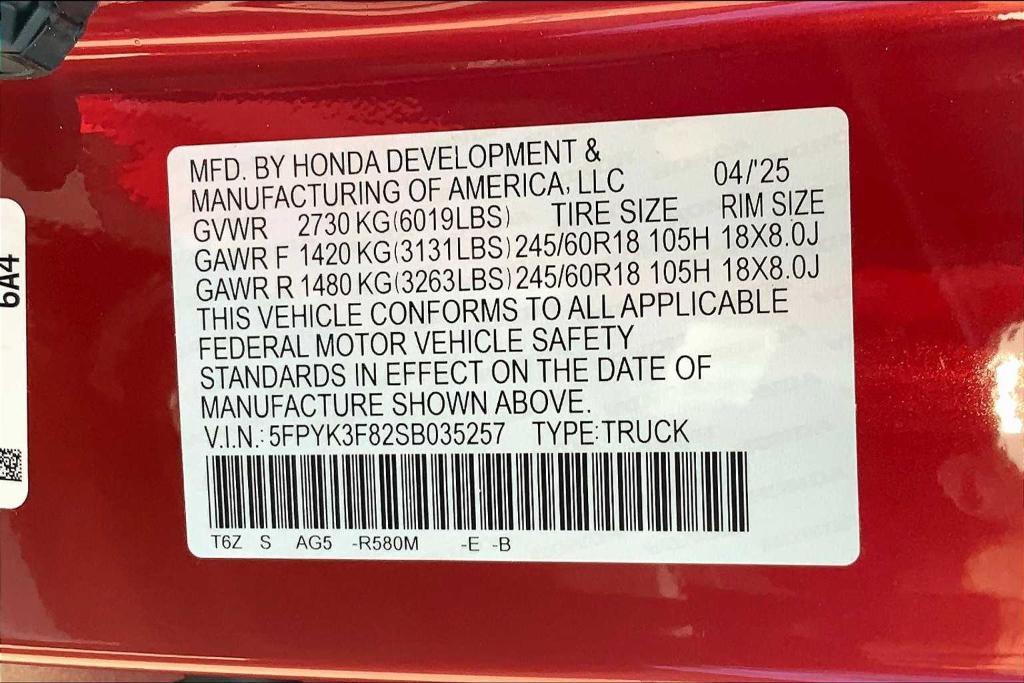 MFD. BY HONDA DEVELOPMENT &
MANUFACTURING OF AMERICA, LLC 04/'25
GVWR 2730 KG(6019LBS) TIRE SIZE RIM SIZE
GAWR F 1420 KG(3131LBS) 245/60R18 105H 18X8.0J
GAWR R 1480 KG(3263LBS) 245/60R18 105H 18X8.0J
THIS VEHICLE CONFORMS TO ALL APPLICABLE
FEDERAL MOTOR VEHICLE SAFETY
STANDARDS IN EFFECT ON THE DATE OF
MANUFACTURE SHOWN ABOVE.
V.I.N.: 5FPYK3F82SB035257 TYPE:TRUCK
T6Z S AG5 -R580M -E -B
6A4